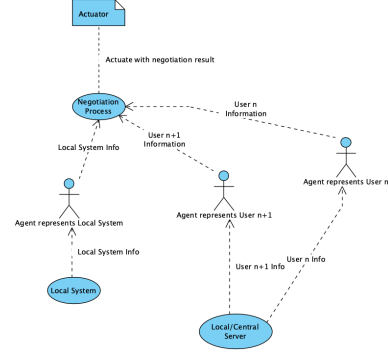 Actuator
Actuate with negotiation result
Negotiation
Process
User n
Information
User n+1
Information
Local System Info
Agent represents User n
Agent represents Local System
Agent represents User n+1
Local System Info
User n Info
User n+1 Info
Local System
Local/Central
Server